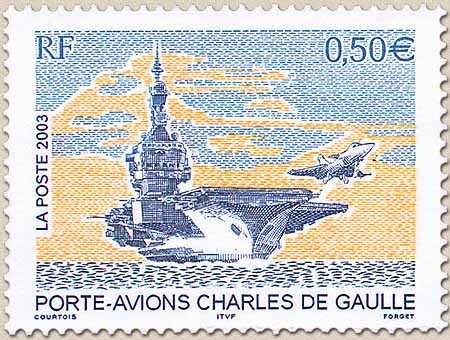 RF 0,50€
LA POSTE 2003
PORTE-AVIONS CHARLES DE GAULLE
COURTOIS ITVF FORGET